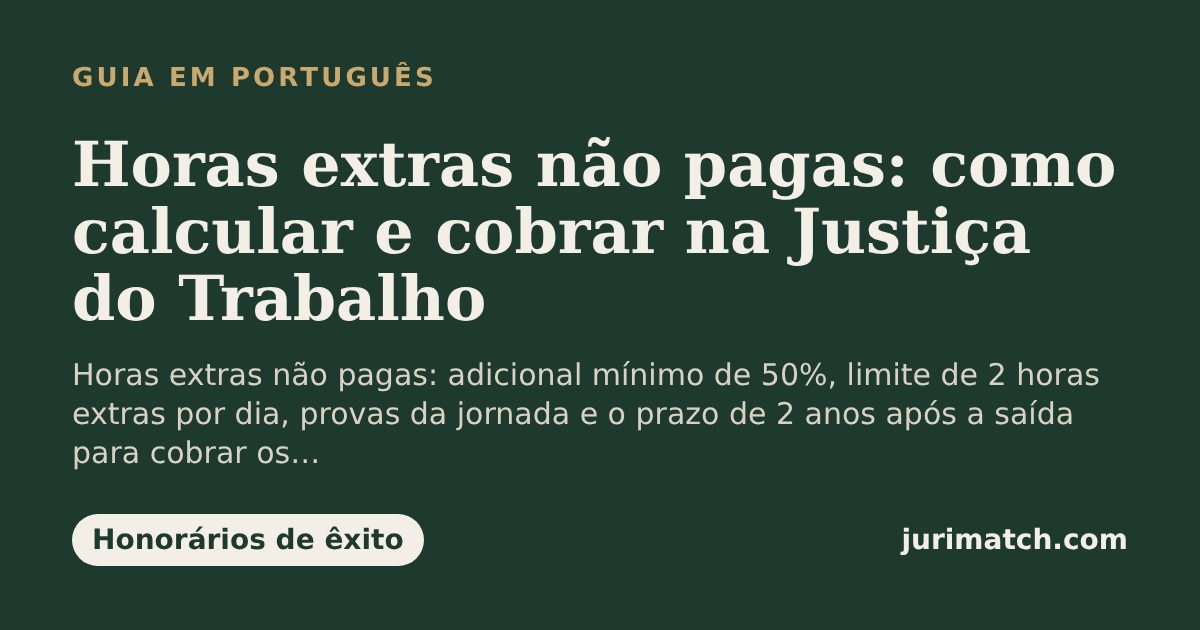 GUIA EM PORTUGUÊS
Horas extras não pagas: como
calcular e cobrar na Justiça
do Trabalho
Horas extras não pagas: adicional mínimo de 50%, limite de 2 horas
extras por dia, provas da jornada e o prazo de 2 anos após a saída
para cobrar os...
Honorários de êxito
jurimatch.com